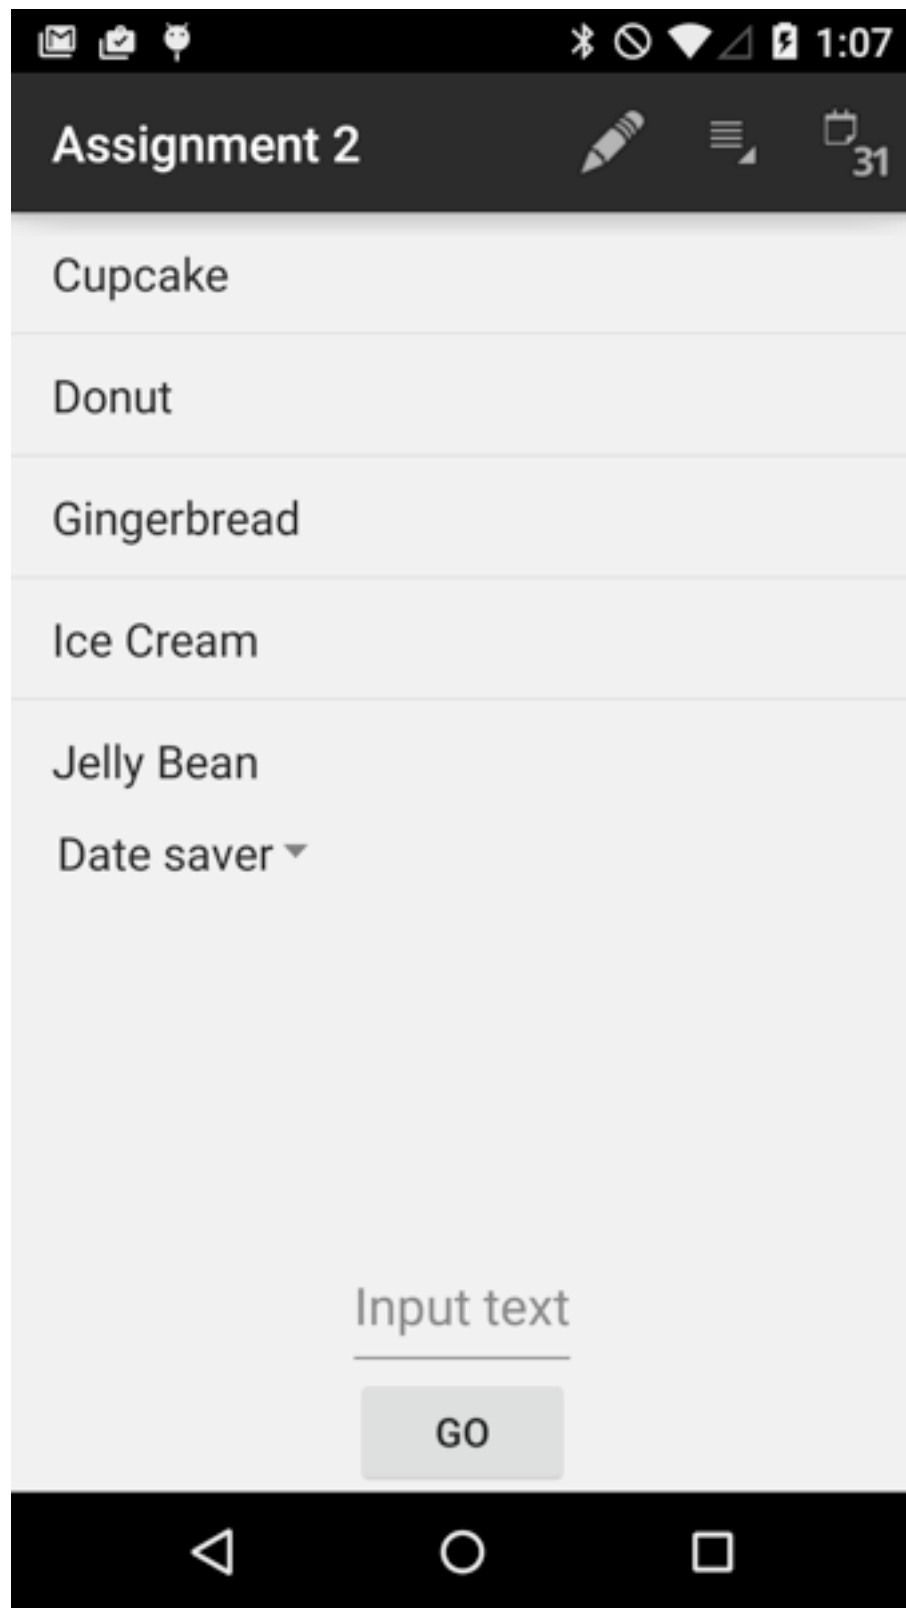 1:07
Assignment 2
31
Cupcake
Donut
Gingerbread
Ice Cream
Jelly Bean
Date saver
Input text
GO